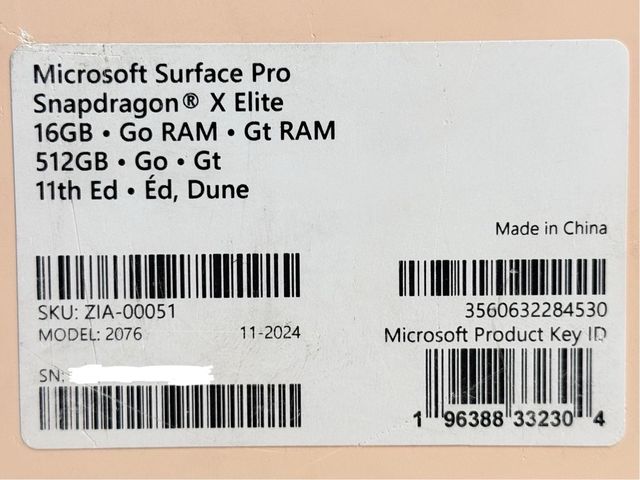 Microsoft Surface Pro
Snapdragon® X Elite
16GB • Go RAM • Gt RAM
512GB • Go • Gt
11th Ed • Éd, Dune
Made in China
SKU: ZIA-00051
MODEL: 2076 11-2024
3560632284530
Microsoft Product Key ID
SN:
1 96388 33230 4